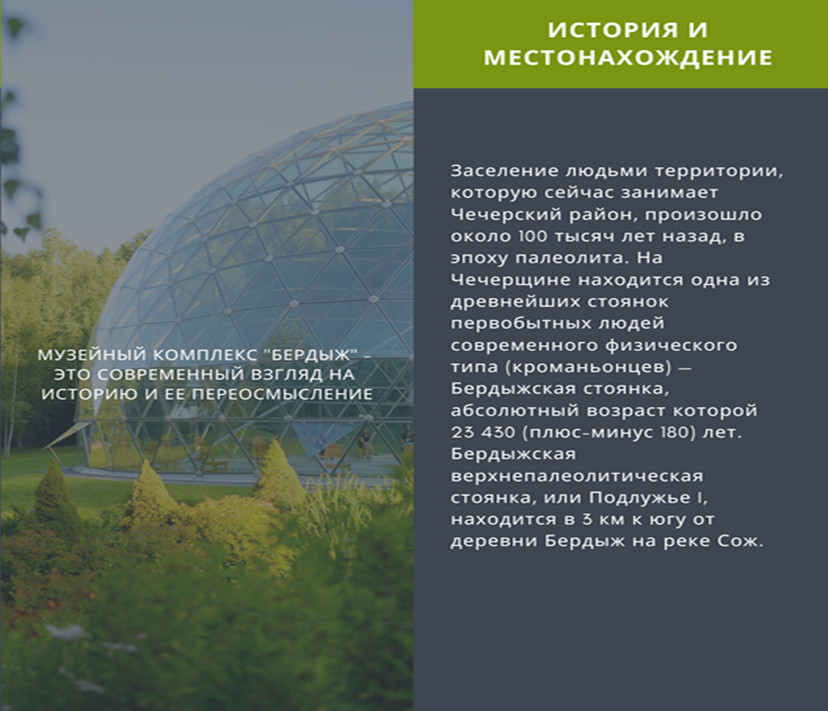 МУЗЕЙНЫЙ КОМПЛЕКС "БЕРДЫЖ" -
ЭТО СОВРЕМЕННЫЙ ВЗГЛЯД НА
ИСТОРИЮ И ЕЕ ПЕРЕОСМЫСЛЕНИЕ
ИСТОРИЯ И
МЕСТОНАХОЖДЕНИЕ
Заселение людьми территории,
которую сейчас занимает
Чечерский район, произошло
около 100 тысяч лет назад, в
эпоху палеолита. На
Чечерщине находится одна из
древнейших стоянок
первобытных людей
современного физического
типа (кроманьонцев) —
Бердыжская стоянка,
абсолютный возраст которой
23 430 (плюс-минус 180) лет.
Бердыжская
верхнепалеолитическая
стоянка, или Подлужье I,
находится в 3 км к югу от
деревни Бердыж на реке Сож.